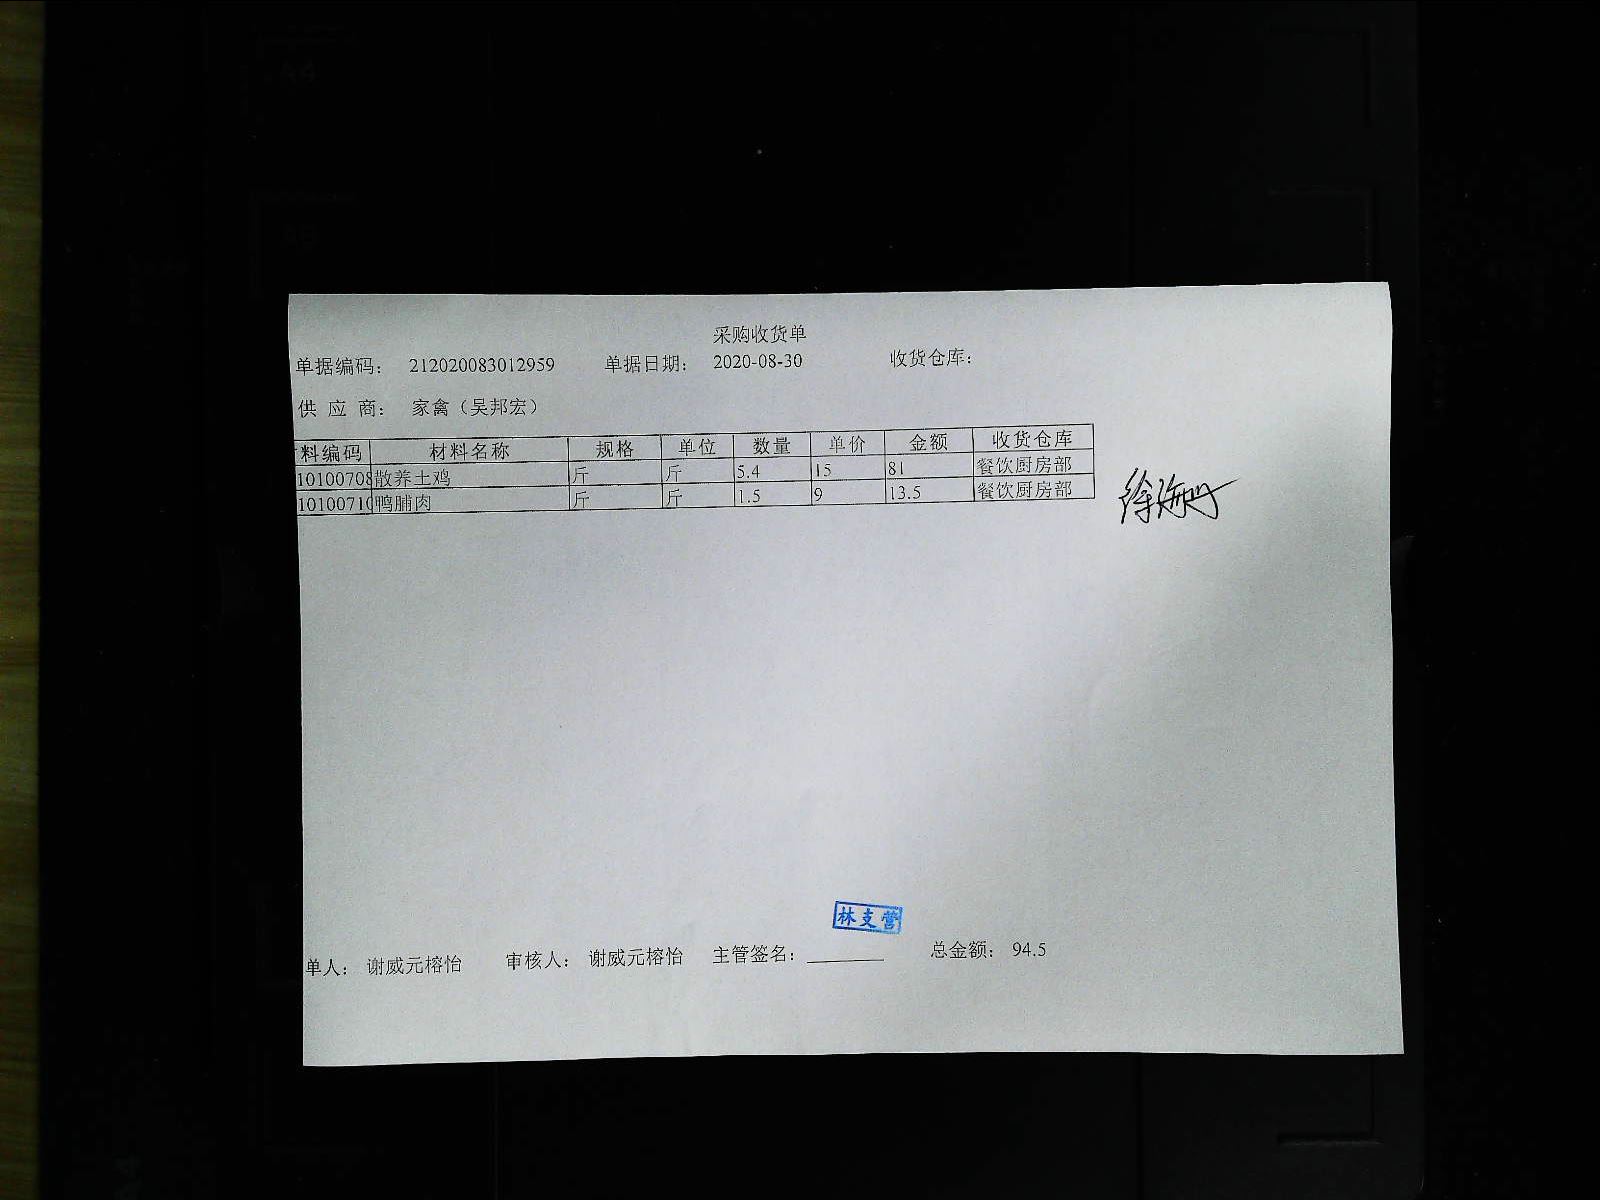 采购收货单
单据编码： 212020083012959 单据日期： 2020-08-30 收货仓库：
供 应 商： 家禽（吴邦宏）
料编码 材料名称 规格 单位 数量 单价 金额 收货仓库
10100708 散养土鸡 斤 斤 5.4 15 81 餐饮厨房部
1010071 鸭脯肉 斤 斤 1.5 9 13.5 餐饮厨房部
林支营
单人： 谢威元榕怡 审核人： 谢威元榕怡 主管签名： 总金额： 94.5